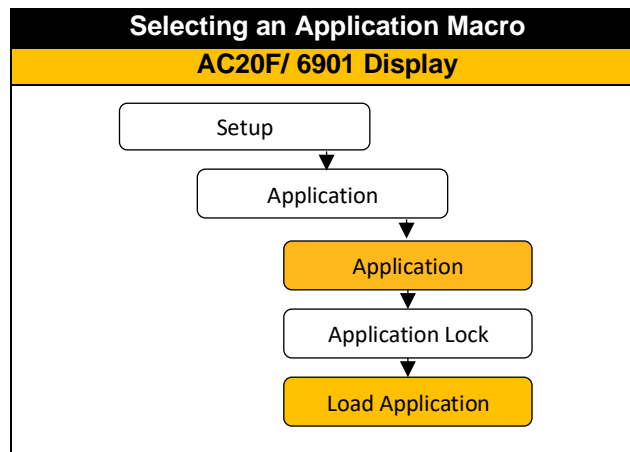 Selecting an Application Macro
AC20F/ 6901 Display
Setup
Application
Application
Application Lock
Load Application